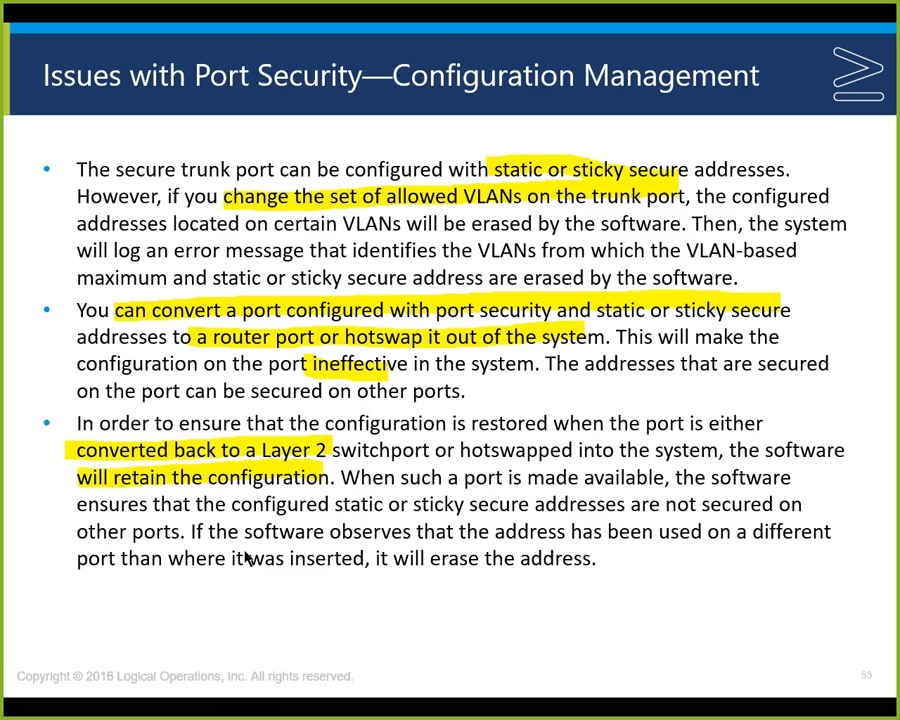 Issues with Port Security—Configuration Management
• The secure trunk port can be configured with static or sticky secure addresses.
However, if you change the set of allowed VLANs on the trunk port, the configured
addresses located on certain VLANs will be erased by the software. Then, the system
will log an error message that identifies the VLANs from which the VLAN-based
maximum and static or sticky secure address are erased by the software.
• You can convert a port configured with port security and static or sticky secure
addresses to a router port or hotswap it out of the system. This will make the
configuration on the port ineffective in the system. The addresses that are secured
on the port can be secured on other ports.
• In order to ensure that the configuration is restored when the port is either
converted back to a Layer 2 switchport or hotswapped into the system, the software
will retain the configuration. When such a port is made available, the software
ensures that the configured static or sticky secure addresses are not secured on
other ports. If the software observes that the address has been used on a different
port than where it was inserted, it will erase the address.
Copyright © 2016 Logical Operations, Inc. All rights reserved.
53